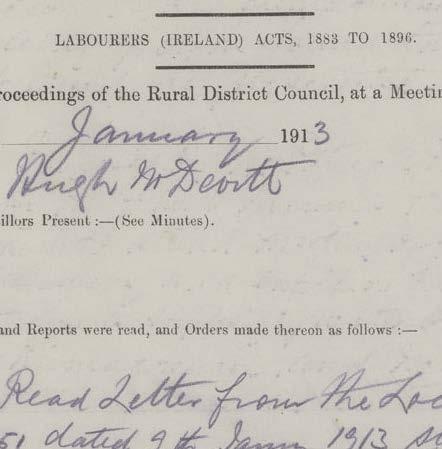 LABOURERS (IRELAND) ACTS, 1883 TO 1896.
roceedings of the Rural District Council, at a Meetin
January 1913
Hugh McDevitt
illors Present :—(See Minutes).
and Reports were read, and Orders made thereon as follows :—
Read Letter from the Loc
51 dated 9th Janry 1913